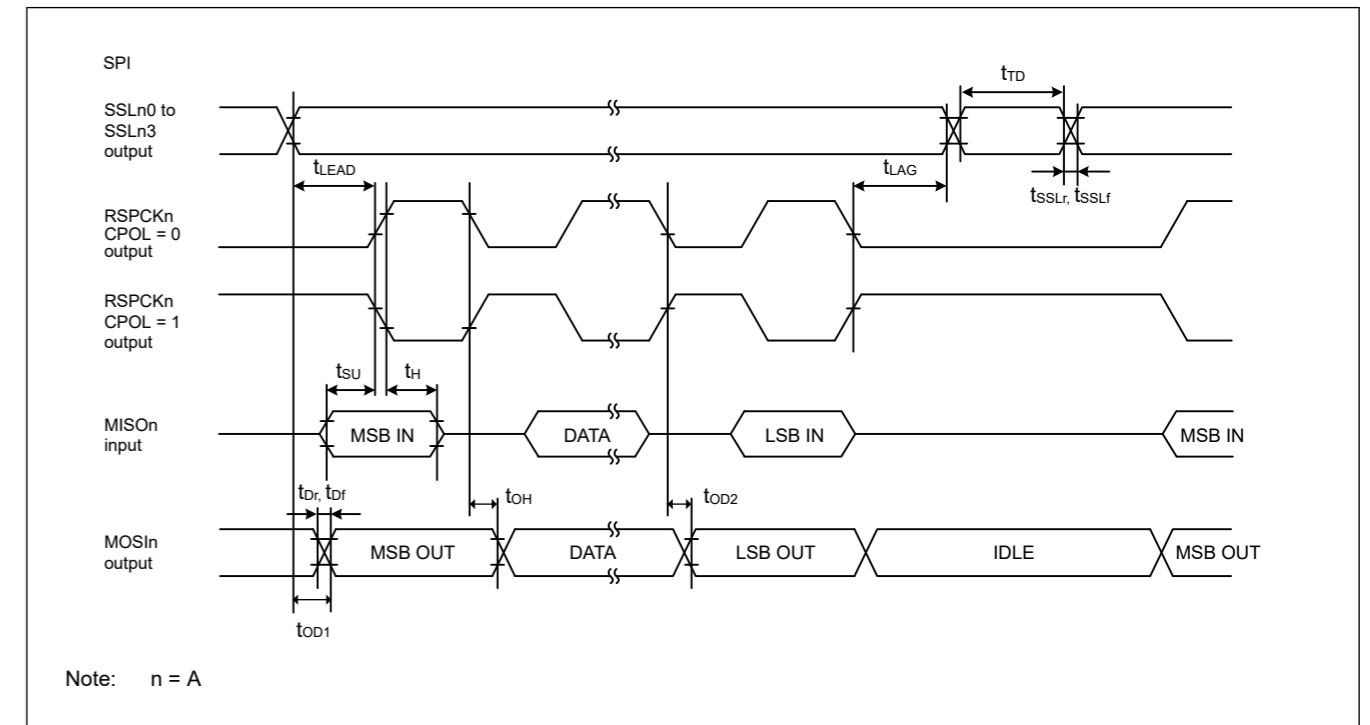 SPI
tTD
SSLn0 to
SSLn3
output
tLEAD
tLAG
tSSLr, tSSLf
RSPCKn
CPOL = 0
output
RSPCKn
CPOL = 1
output
tSU
tH
MISOn
input
MSB IN
DATA
LSB IN
MSB IN
tDr, tDf
tOH
tOD2
MOSIn
output
MSB OUT
DATA
LSB OUT
IDLE
MSB OUT
tOD1
Note: n = A